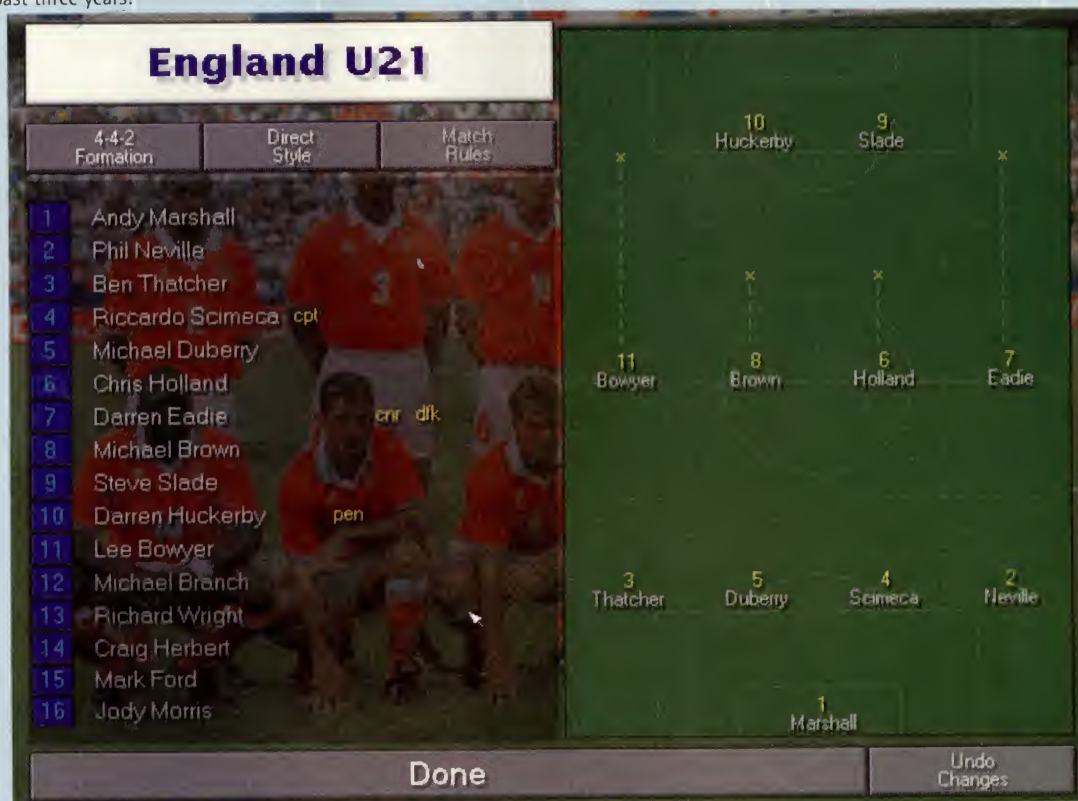 past three years.
England U21
4-4-2 Formation
Direct Style
Match Rules
1 Andy Marshall
2 Phil Neville
3 Ben Thatcher
4 Riccardo Scimeca cpt
5 Michael Duberry
6 Chris Holland
7 Darren Eadie cnr dfk
8 Michael Brown
9 Steve Slade
10 Darren Huckerby pen
11 Lee Bowyer
12 Michael Branch
13 Richard Wright
14 Craig Herbert
15 Mark Ford
16 Jody Morris
10 9
Huckerby Slade
11 8 6 7
Bowyer Brown Holland Eadie
3 5 4 2
Thatcher Duberry Scimeca Neville
1
Marshall
3
Done
Undo Changes